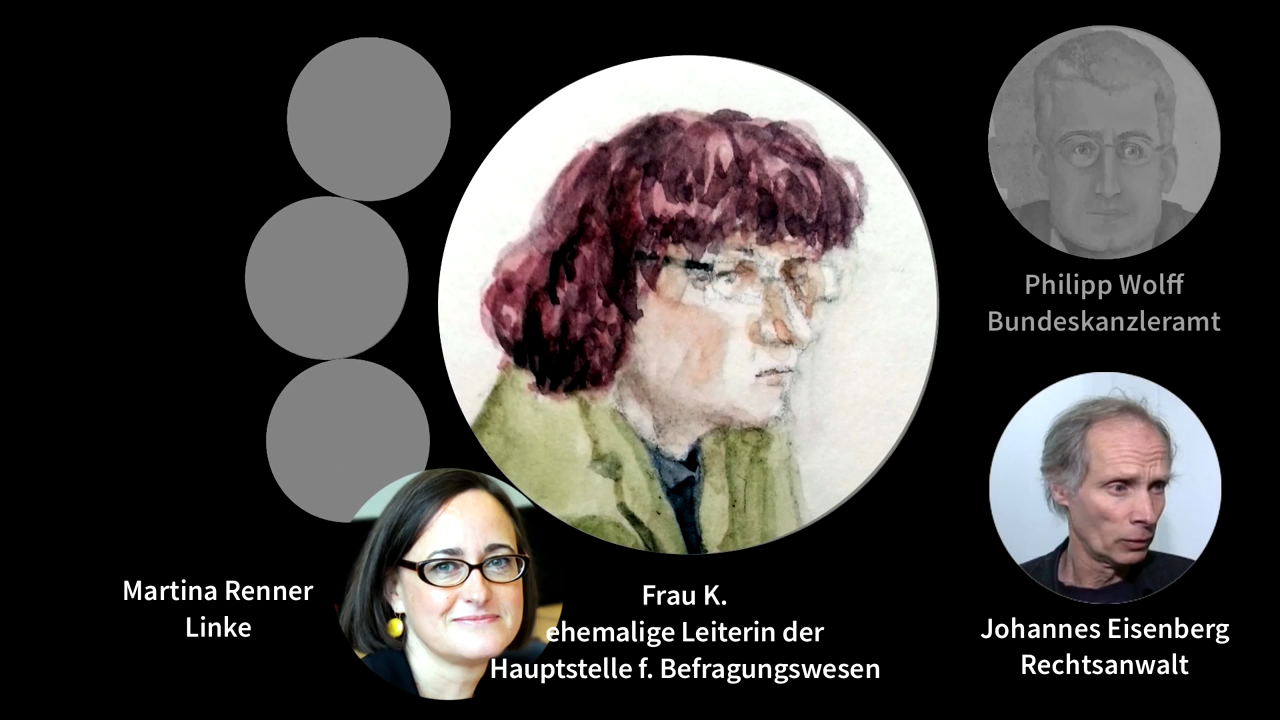 Philipp Wolff
Bundeskanzleramt
Martina Renner
Linke
Frau K.
ehemalige Leiterin der
Hauptstelle f. Befragungswesen
Johannes Eisenberg
Rechtsanwalt